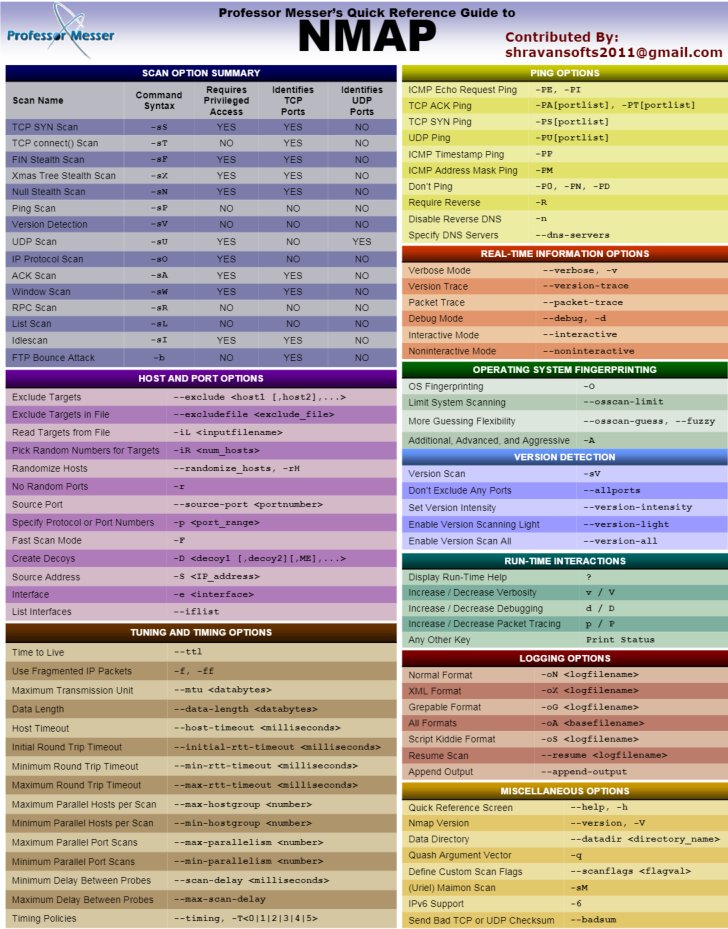 Professor Messer
Professor Messer's Quick Reference Guide to
NMAP
Contributed By:
shravansofts2011@gmail.com
SCAN OPTION SUMMARY
Scan Name Command Syntax Requires Privileged Access Identifies TCP Ports Identifies UDP Ports
TCP SYN Scan -sS YES YES NO
TCP connect() Scan -sT NO YES NO
FIN Stealth Scan -sF YES YES NO
Xmas Tree Stealth Scan -sX YES YES NO
Null Stealth Scan -sN YES YES NO
Ping Scan -sP NO NO NO
Version Detection -sV NO NO NO
UDP Scan -sU YES NO YES
IP Protocol Scan -sO YES NO NO
ACK Scan -sA YES YES NO
Window Scan -sW YES YES NO
RPC Scan -sR NO NO NO
List Scan -sL NO NO NO
Idlescan -sI YES YES NO
FTP Bounce Attack -b NO YES NO
HOST AND PORT OPTIONS
Exclude Targets --exclude <host1 [,host2],...>
Exclude Targets in File --excludefile <exclude_file>
Read Targets from File -iL <inputfilename>
Pick Random Numbers for Targets -iR <num_hosts>
Randomize Hosts --randomize_hosts, -rH
No Random Ports -r
Source Port --source-port <portnumber>
Specify Protocol or Port Numbers -p <port_range>
Fast Scan Mode -F
Create Decoys -D <decoy1 [,decoy2][,ME],...>
Source Address -S <IP_address>
Interface -e <interface>
List Interfaces --iflist
TUNING AND TIMING OPTIONS
Time to Live --ttl
Use Fragmented IP Packets -f, -ff
Maximum Transmission Unit --mtu <databytes>
Data Length --data-length <databytes>
Host Timeout --host-timeout <milliseconds>
Initial Round Trip Timeout --initial-rtt-timeout <milliseconds>
Minimum Round Trip Timeout --min-rtt-timeout <milliseconds>
Maximum Round Trip Timeout --max-rtt-timeout <milliseconds>
Maximum Parallel Hosts per Scan --max-hostgroup <number>
Minimum Parallel Hosts per Scan --min-hostgroup <number>
Maximum Parallel Port Scans --max-parallelism <number>
Minimum Parallel Port Scans --min-parallelism <number>
Minimum Delay Between Probes --scan-delay <milliseconds>
Maximum Delay Between Probes --max-scan-delay
Timing Policies --timing, -T<0|1|2|3|4|5>
PING OPTIONS
ICMP Echo Request Ping -PE, -PI
TCP ACK Ping -PA[portlist], -PT[portlist]
TCP SYN Ping -PS[portlist]
UDP Ping -PU[portlist]
ICMP Timestamp Ping -PP
ICMP Address Mask Ping -PM
Don't Ping -P0, -PN, -PD
Require Reverse -R
Disable Reverse DNS -n
Specify DNS Servers --dns-servers
REAL-TIME INFORMATION OPTIONS
Verbose Mode --verbose, -v
Version Trace --version-trace
Packet Trace --packet-trace
Debug Mode --debug, -d
Interactive Mode --interactive
Noninteractive Mode --noninteractive
OPERATING SYSTEM FINGERPRINTING
OS Fingerprinting -O
Limit System Scanning --osscan-limit
More Guessing Flexibility --osscan-guess, --fuzzy
Additional, Advanced, and Aggressive -A
VERSION DETECTION
Version Scan -sV
Don't Exclude Any Ports --allports
Set Version Intensity --version-intensity
Enable Version Scanning Light --version-light
Enable Version Scan All --version-all
RUN-TIME INTERACTIONS
Display Run-Time Help ?
Increase / Decrease Verbosity v / V
Increase / Decrease Debugging d / D
Increase / Decrease Packet Tracing p / P
Any Other Key Print Status
LOGGING OPTIONS
Normal Format -oN <logfilename>
XML Format -oX <logfilename>
Grepable Format -oG <logfilename>
All Formats -oA <basefilename>
Script Kiddie Format -oS <logfilename>
Resume Scan --resume <logfilename>
Append Output --append-output
MISCELLANEOUS OPTIONS
Quick Reference Screen --help, -h
Nmap Version --version, -V
Data Directory --datadir <directory_name>
Quash Argument Vector -q
Define Custom Scan Flags --scanflags <flagval>
(Uriel) Maimon Scan -sM
IPv6 Support -6
Send Bad TCP or UDP Checksum --badsum